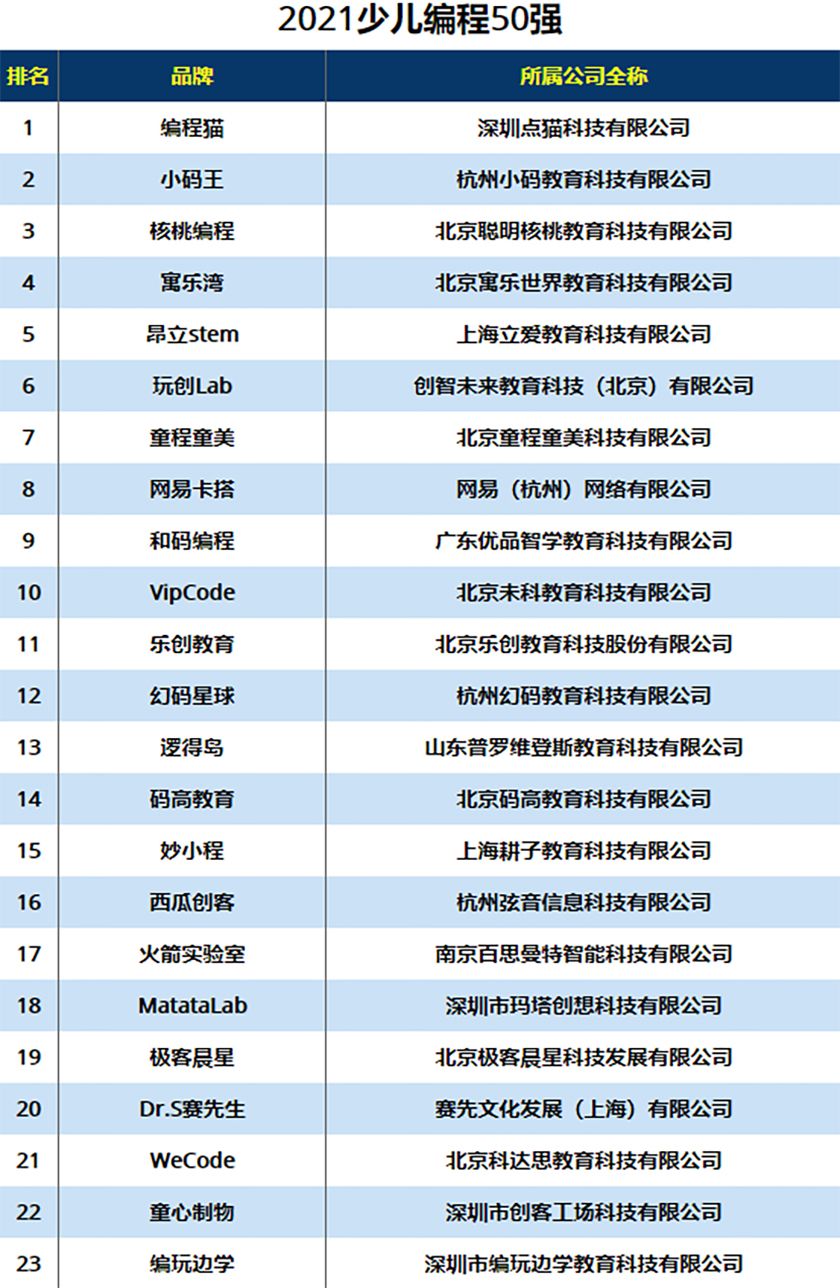 2021少儿编程50强
排名 品牌 所属公司全称
1 编程猫 深圳点猫科技有限公司
2 小码王 杭州小码教育科技有限公司
3 核桃编程 北京聪明核桃教育科技有限公司
4 寓乐湾 北京寓乐世界教育科技有限公司
5 昂立stem 上海立爱教育科技有限公司
6 玩创Lab 创智未来教育科技（北京）有限公司
7 童程童美 北京童程童美科技有限公司
8 网易卡搭 网易（杭州）网络有限公司
9 和码编程 广东优品智学教育科技有限公司
10 VipCode 北京未科教育科技有限公司
11 乐创教育 北京乐创教育科技股份有限公司
12 幻码星球 杭州幻码教育科技有限公司
13 逻得岛 山东普罗维登斯教育科技有限公司
14 码高教育 北京码高教育科技有限公司
15 妙小程 上海耕子教育科技有限公司
16 西瓜创客 杭州弦音信息科技有限公司
17 火箭实验室 南京百思曼特智能科技有限公司
18 MatataLab 深圳市玛塔创想科技有限公司
19 极客晨星 北京极客晨星科技发展有限公司
20 Dr.S赛先生 赛先文化发展（上海）有限公司
21 WeCode 北京科达思教育科技有限公司
22 童心制物 深圳市创客工场科技有限公司
23 编玩边学 深圳市编玩边学教育科技有限公司